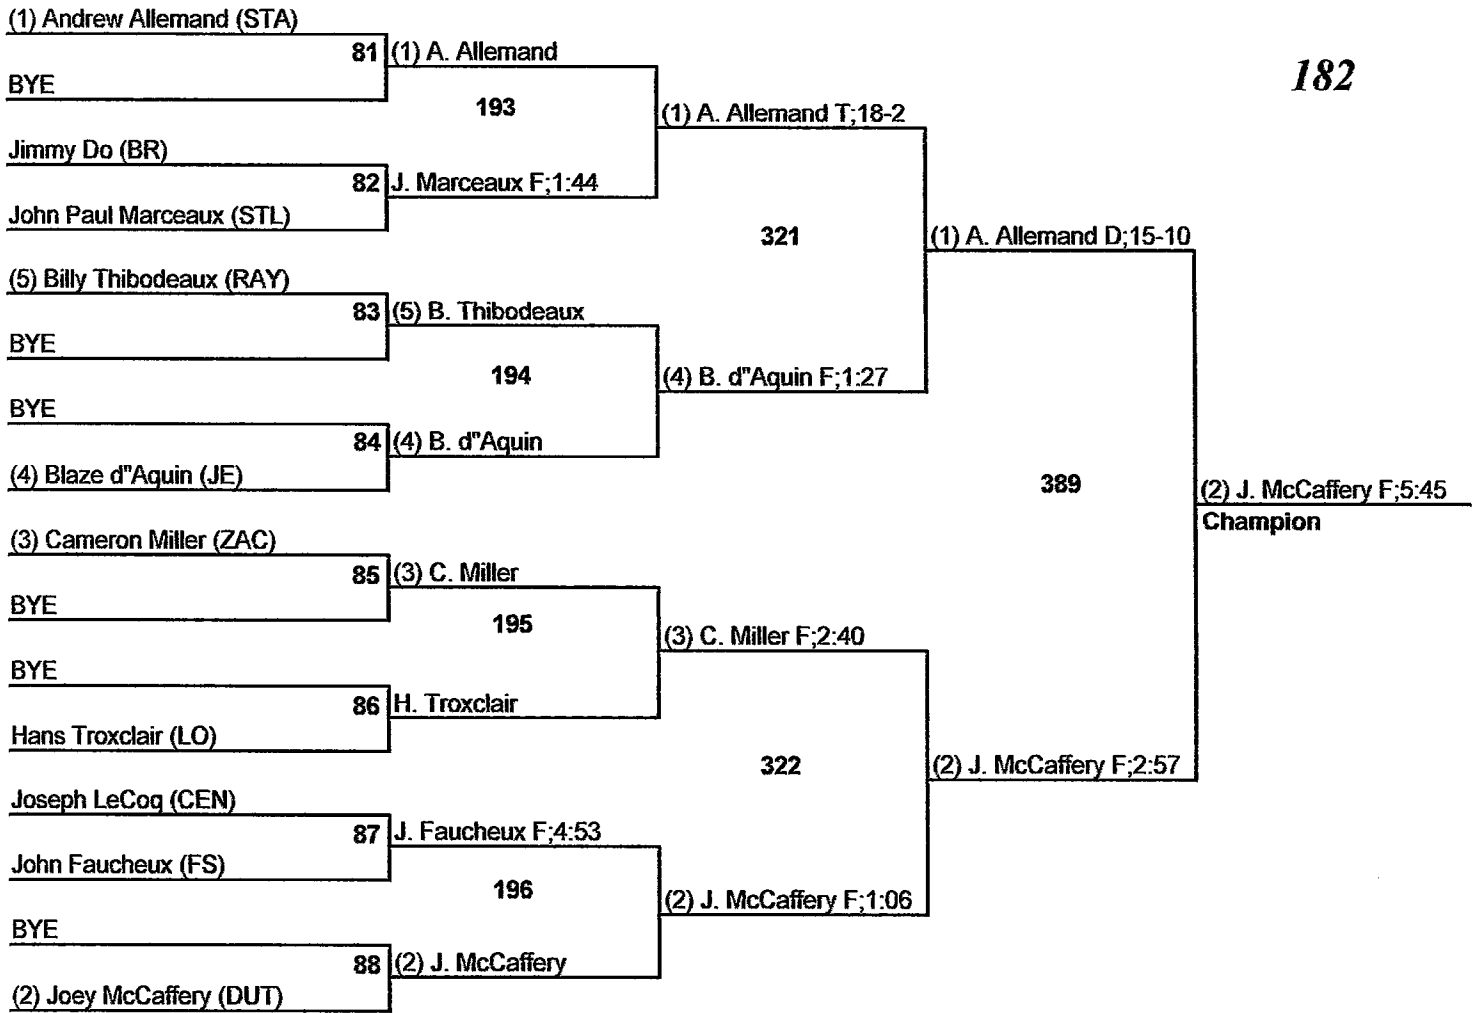 (1) Andrew Allemand (STA)
81 (1) A. Allemand
BYE
182
193
(1) A. Allemand T;18-2
Jimmy Do (BR)
82 J. Marceaux F;1:44
John Paul Marceaux (STL)
321
(1) A. Allemand D;15-10
(5) Billy Thibodeaux (RAY)
83 (5) B. Thibodeaux
BYE
194
(4) B. d"Aquin F;1:27
BYE
84 (4) B. d"Aquin
(4) Blaze d"Aquin (JE)
389
(2) J. McCaffery F;5:45
Champion
(3) Cameron Miller (ZAC)
85 (3) C. Miller
BYE
195
(3) C. Miller F;2:40
BYE
86 H. Troxclair
Hans Troxclair (LO)
322
(2) J. McCaffery F;2:57
Joseph LeCoq (CEN)
87 J. Faucheux F;4:53
John Faucheux (FS)
196
(2) J. McCaffery F;1:06
BYE
88 (2) J. McCaffery
(2) Joey McCaffery (DUT)